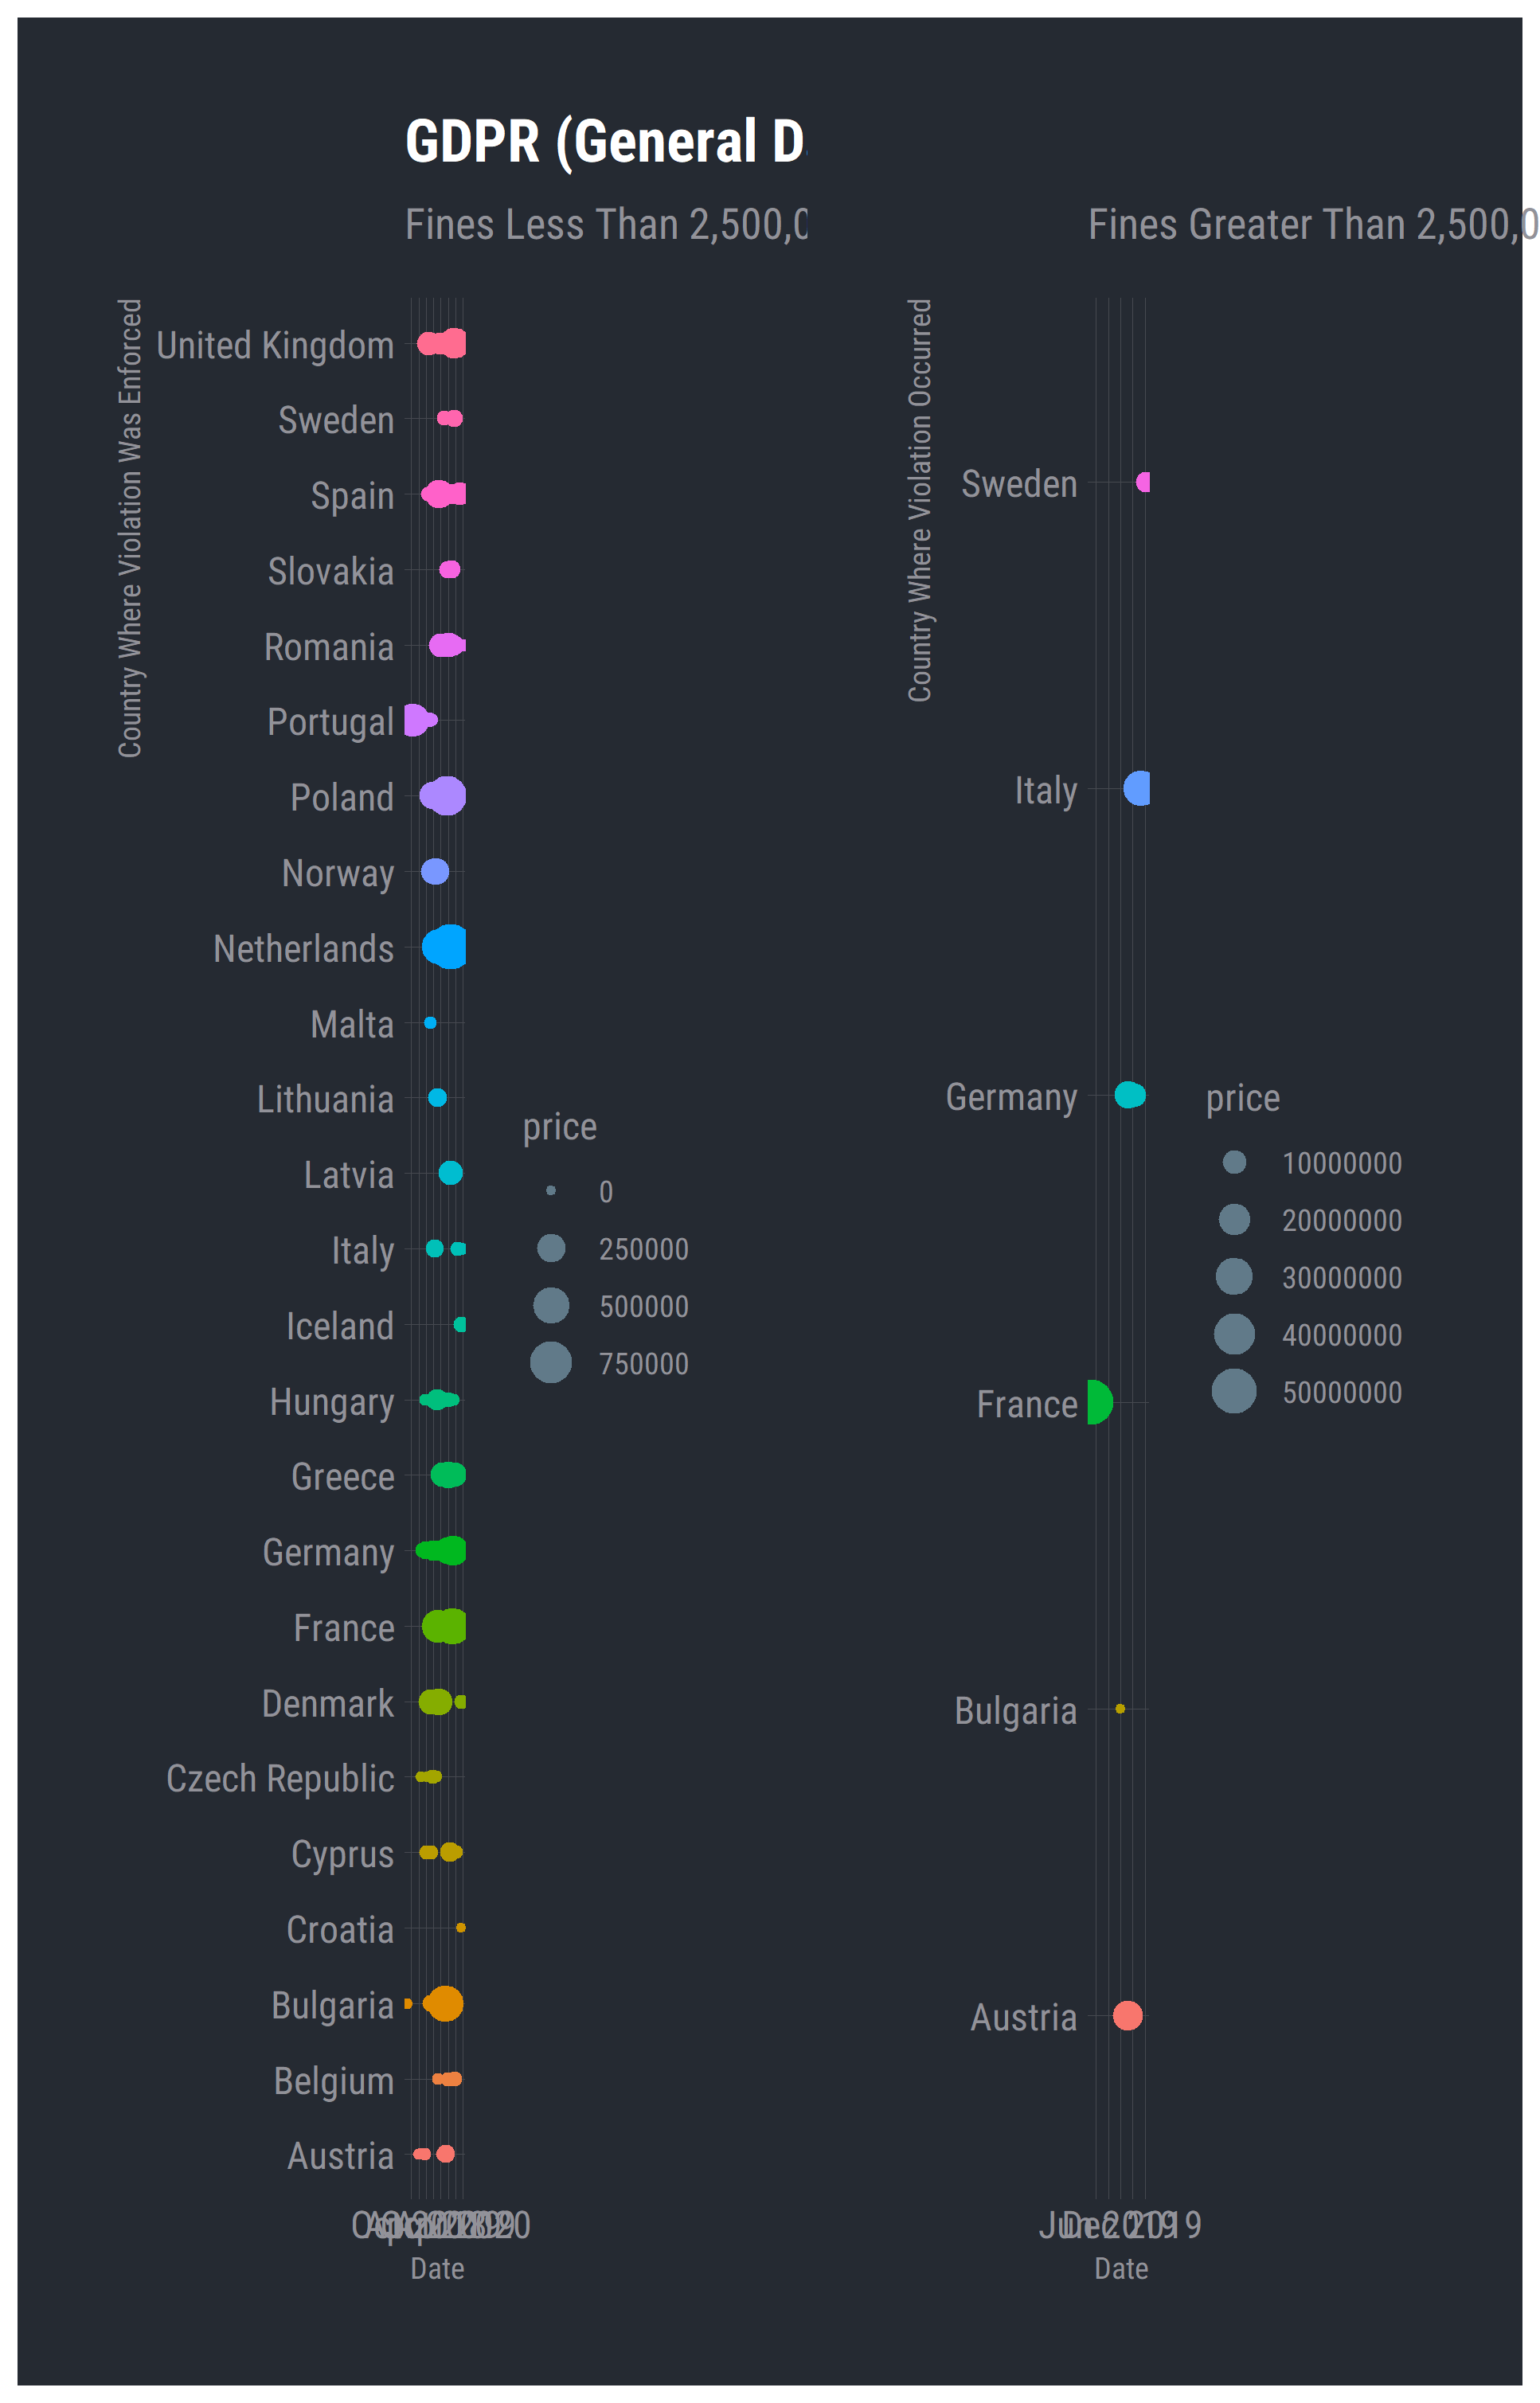 GDPR (General D
Fines Less Than 2,500,0
Country Where Violation Was Enforced
United Kingdom
Sweden
Spain
Slovakia
Romania
Portugal
Poland
Norway
Netherlands
Malta
Lithuania
Latvia
Italy
Iceland
Hungary
Greece
Germany
France
Denmark
Czech Republic
Cyprus
Croatia
Bulgaria
Belgium
Austria
Date
price
0
250000
500000
750000
Fines Greater Than 2,500,0
Country Where Violation Occurred
Sweden
Italy
Germany
France
Bulgaria
Austria
Date
price
10000000
20000000
30000000
40000000
50000000